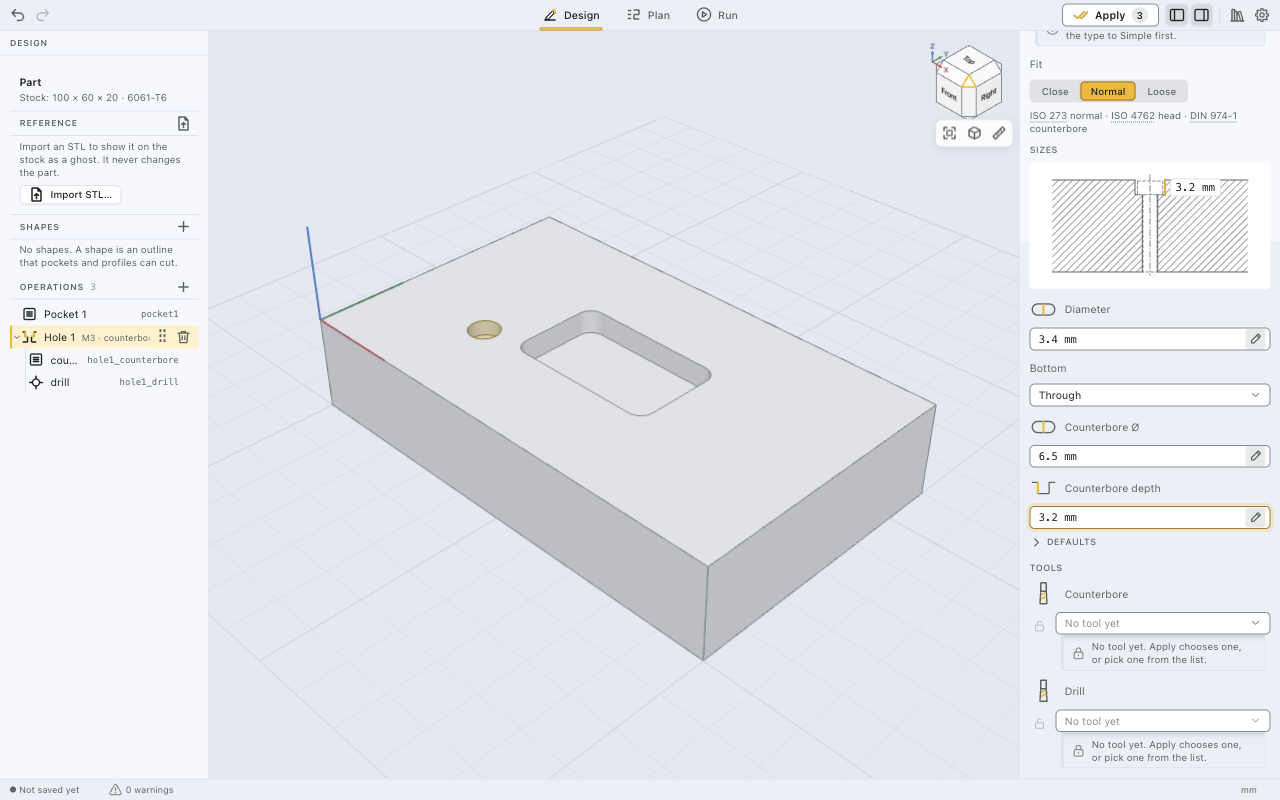 Design
Plan
Run
Apply 3
DESIGN
Part
Stock: 100 × 60 × 20 · 6061-T6
REFERENCE
Import an STL to show it on the
stock as a ghost. It never changes
the part.
Import STL...
SHAPES
No shapes. A shape is an outline
that pockets and profiles can cut.
OPERATIONS 3
Pocket 1 pocket1
Hole 1 M3 · counterbo
cou... hole1_counterbore
drill hole1_drill
Z
Y
X
Top
Front
Right
the type to Simple first.
Fit
Close Normal Loose
ISO 273 normal · ISO 4762 head · DIN 974-1
counterbore
SIZES
3.2 mm
Diameter
3.4 mm
Bottom
Through
Counterbore Ø
6.5 mm
Counterbore depth
3.2 mm
DEFAULTS
TOOLS
Counterbore
No tool yet
No tool yet. Apply chooses one,
or pick one from the list.
Drill
No tool yet
No tool yet. Apply chooses one,
or pick one from the list.
Not saved yet
0 warnings
mm